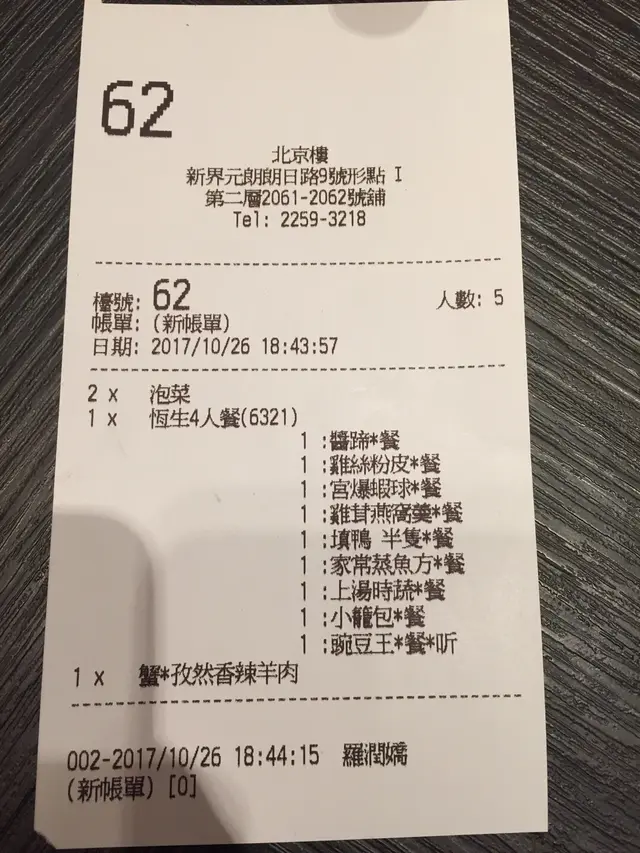 62
北京樓
新界元朗朗日路9號形點 I
第二層2061-2062號舖
Tel: 2259-3218
檯號: 62 人數: 5
帳單: (新帳單)
日期: 2017/10/26 18:43:57
2 x 泡菜
1 x 恆生4人餐(6321)
1 :醬蹄*餐
1 :雞絲粉皮*餐
1 :宮爆蝦球*餐
1 :雞茸燕窩羹*餐
1 :填鴨 半隻*餐
1 :家常蒸魚方*餐
1 :上湯時蔬*餐
1 :小籠包*餐
1 :豌豆王*餐*听
1 x 蟹*孜然香辣羊肉
002-2017/10/26 18:44:15 羅潤嬌
(新帳單) [0]